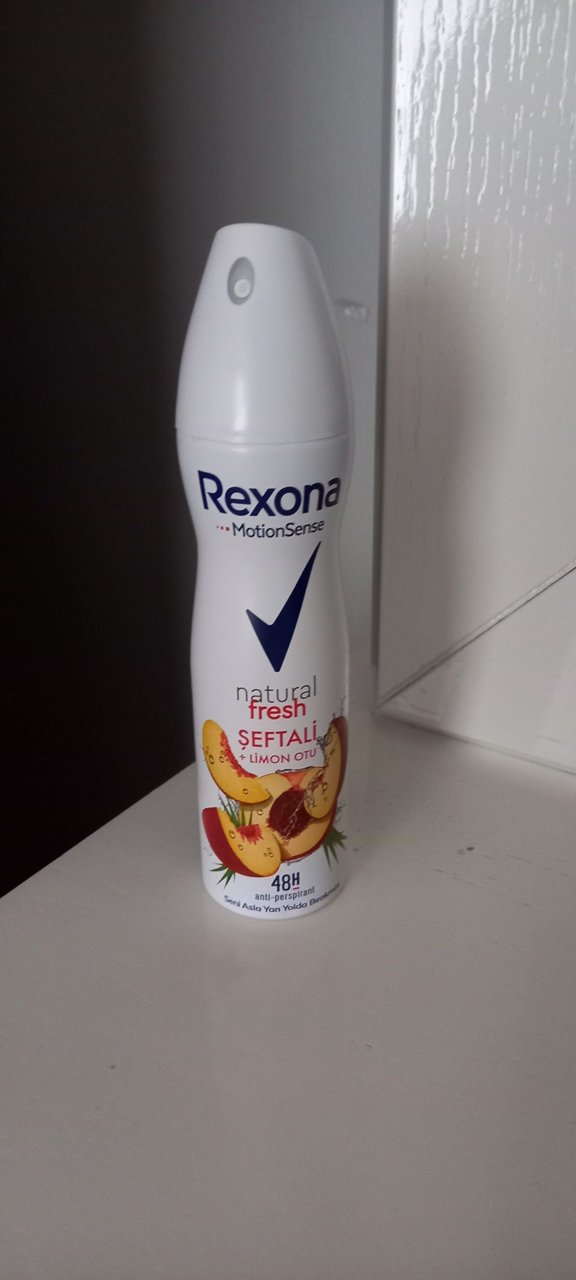 Rexona
MotionSense
natural
fresh
ŞEFTALİ
+ LİMON OTU
48H
anti-perspirant
Seni Asla Yarı Yolda Bırakmaz